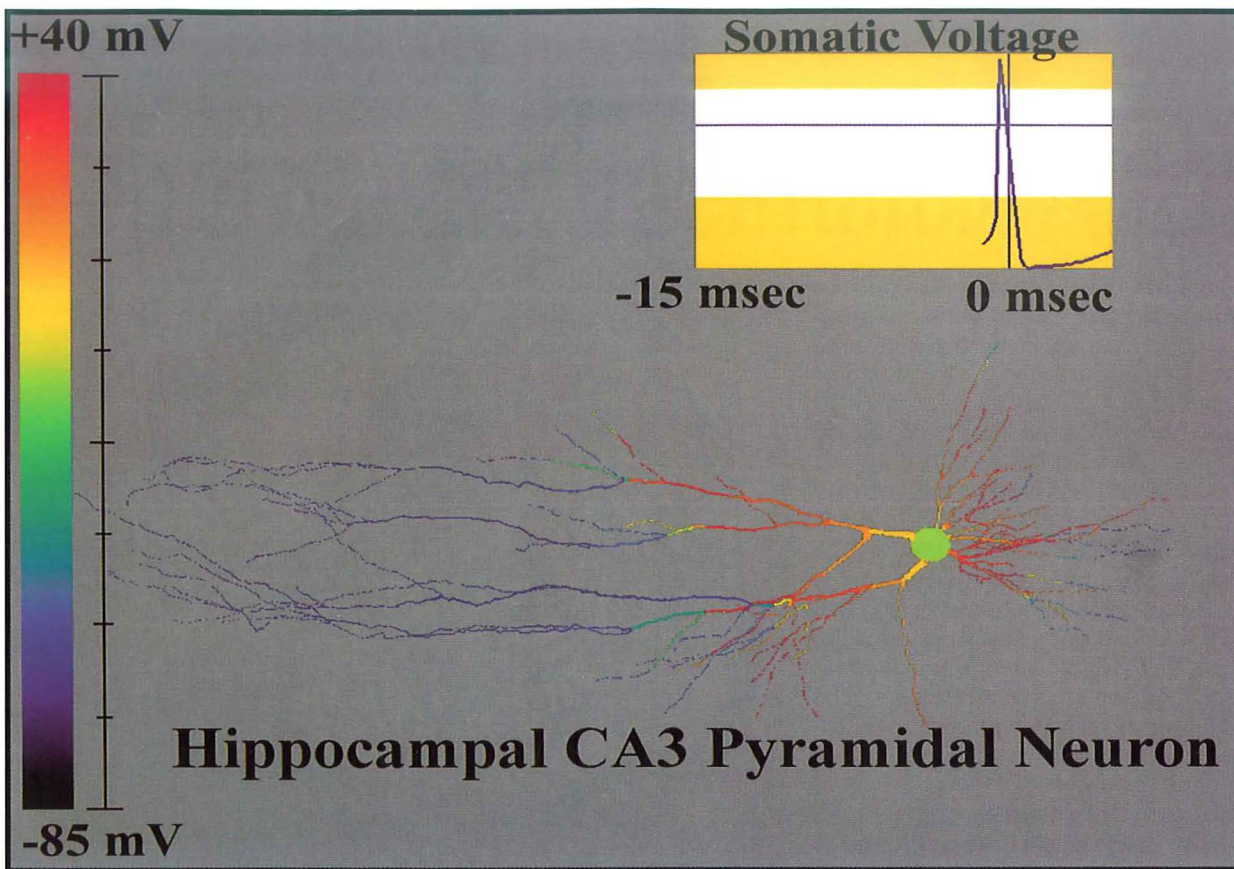 +40 mV
Somatic Voltage
-15 msec 0 msec
Hippocampal CA3 Pyramidal Neuron
-85 mV